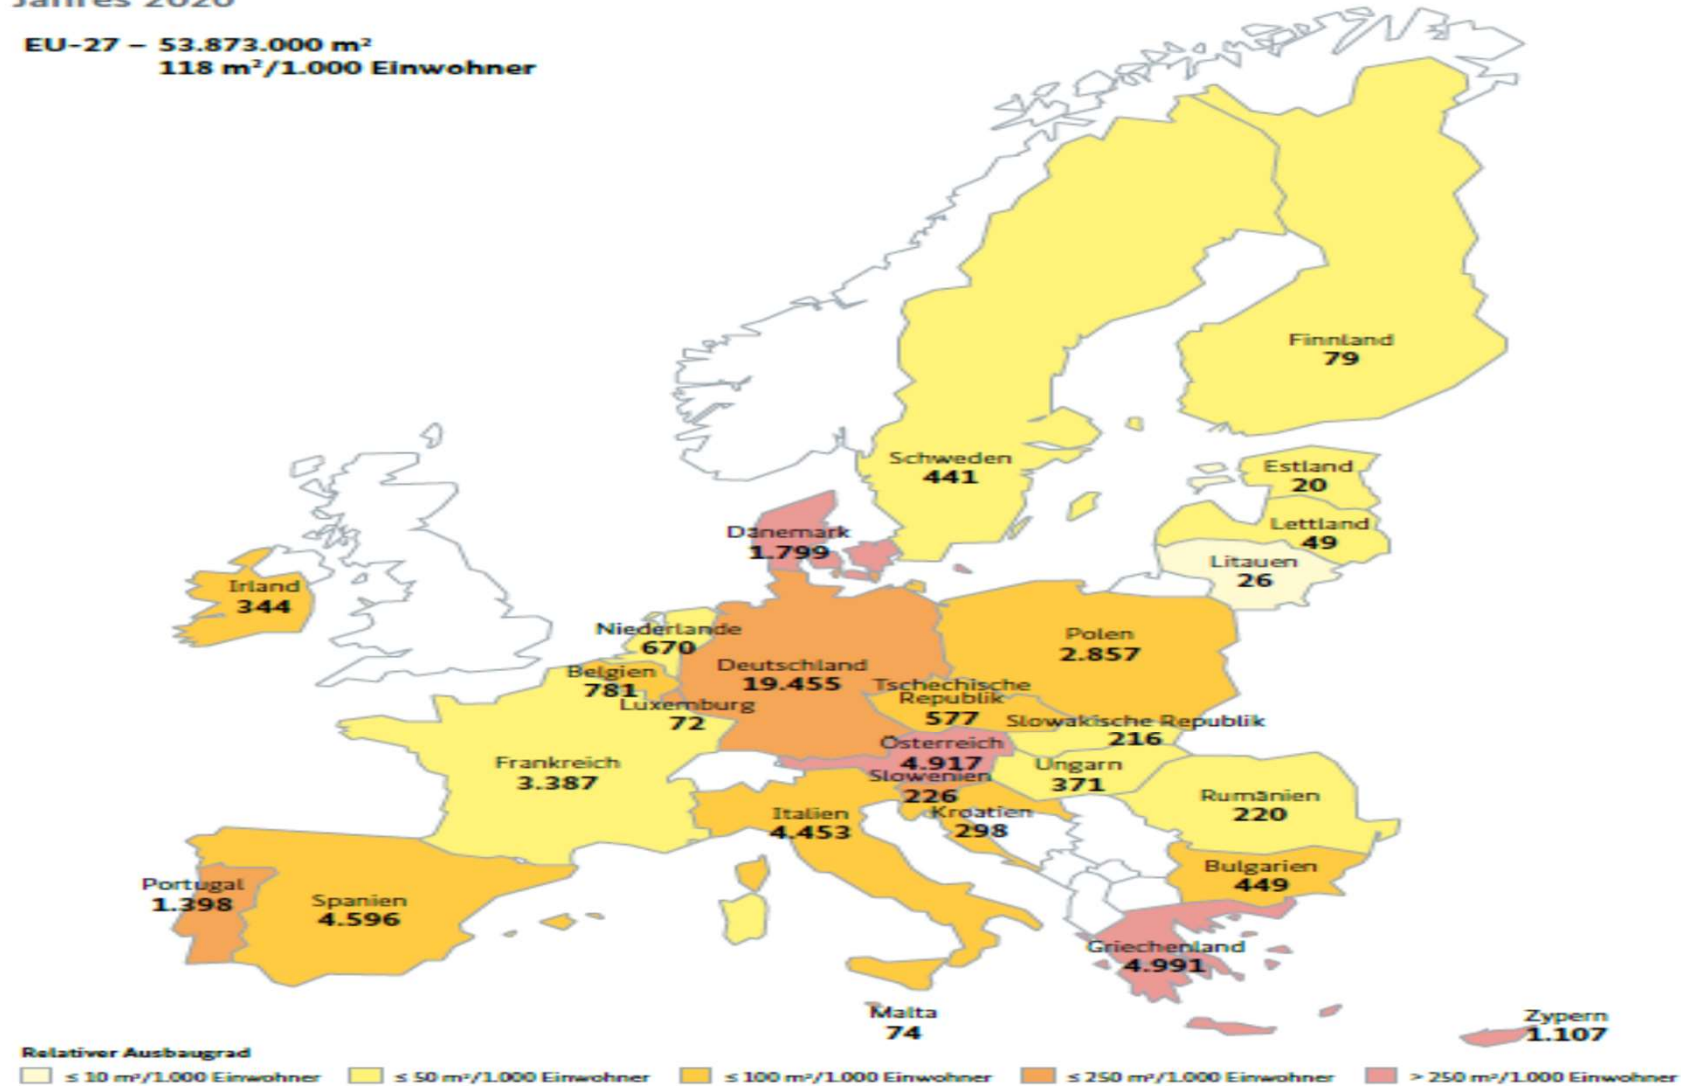 Jahres 2020
EU-27 – 53.873.000 m²
118 m²/1.000 Einwohner
Finnland
79
Schweden
441
Estland
20
Lettland
49
Litauen
26
Dänemark
1.799
Irland
344
Niederlande
670
Belgien
781
Luxemburg
72
Deutschland
19.455
Polen
2.857
Tschechische
Republik
577
Slowakische Republik
216
Österreich
4.917
Slowenien
226
Ungarn
371
Kroatien
298
Rumänien
220
Frankreich
3.387
Italien
4.453
Bulgarien
449
Portugal
1.398
Spanien
4.596
Griechenland
4.991
Malta
74
Zypern
1.107
Relativer Ausbaugrad
≤ 10 m²/1.000 Einwohner
≤ 50 m²/1.000 Einwohner
≤ 100 m²/1.000 Einwohner
≤ 250 m²/1.000 Einwohner
> 250 m²/1.000 Einwohner